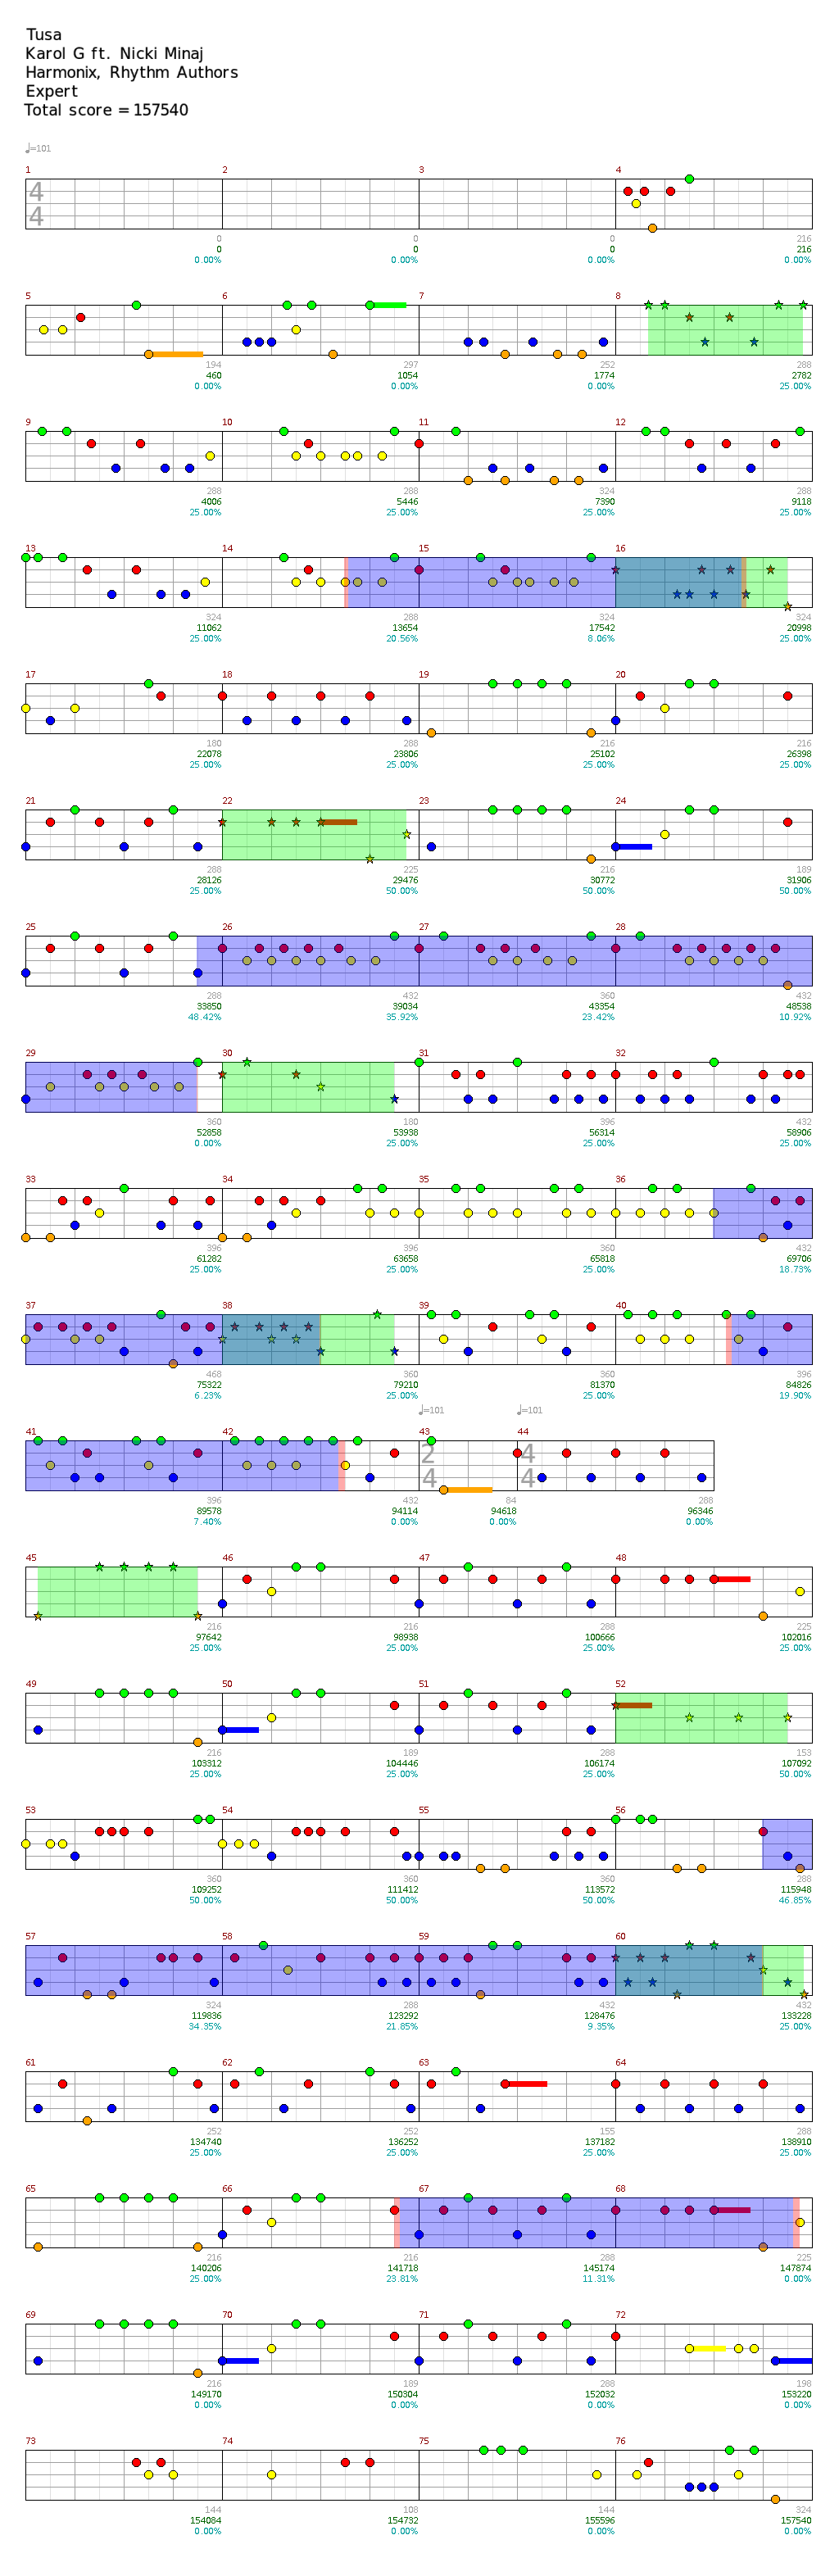 Tusa
Karol G ft. Nicki Minaj
Harmonix, Rhythm Authors
Expert
Total score = 157540
♩=101
1 2 3 4
4
4
0 0 0 216
0 0 0 216
0.00% 0.00% 0.00% 0.00%
5 6 7 8
194 297 252 288
460 1054 1774 2782
0.00% 0.00% 0.00% 25.00%
9 10 11 12
288 288 324 288
4006 5446 7390 9118
25.00% 25.00% 25.00% 25.00%
13 14 15 16
324 288 324 324
11062 13654 17542 20998
25.00% 20.56% 8.06% 25.00%
17 18 19 20
180 288 216 216
22078 23806 25102 26398
25.00% 25.00% 25.00% 25.00%
21 22 23 24
288 225 216 189
28126 29476 30772 31906
25.00% 50.00% 50.00% 50.00%
25 26 27 28
288 432 360 432
33850 39034 43354 48538
48.42% 35.92% 23.42% 10.92%
29 30 31 32
360 180 396 432
52858 53938 56314 58906
0.00% 25.00% 25.00% 25.00%
33 34 35 36
396 396 360 432
61282 63658 65818 69706
25.00% 25.00% 25.00% 18.73%
37 38 39 40
468 360 360 396
75322 79210 81370 84826
6.23% 25.00% 25.00% 19.90%
♩=101 ♩=101
41 42 43 44
2 4
4 4
396 432 84 288
89578 94114 94618 96346
7.40% 0.00% 0.00% 0.00%
45 46 47 48
216 216 288 225
97642 98938 100666 102016
25.00% 25.00% 25.00% 25.00%
49 50 51 52
216 189 288 153
103312 104446 106174 107092
25.00% 25.00% 25.00% 50.00%
53 54 55 56
360 360 360 288
109252 111412 113572 115948
50.00% 50.00% 50.00% 46.85%
57 58 59 60
324 288 432 432
119836 123292 128476 133228
34.35% 21.85% 9.35% 25.00%
61 62 63 64
252 252 155 288
134740 136252 137182 138910
25.00% 25.00% 25.00% 25.00%
65 66 67 68
216 216 288 225
140206 141718 145174 147874
25.00% 23.81% 11.31% 0.00%
69 70 71 72
216 189 288 198
149170 150304 152032 153220
0.00% 0.00% 0.00% 0.00%
73 74 75 76
144 108 144 324
154084 154732 155596 157540
0.00% 0.00% 0.00% 0.00%